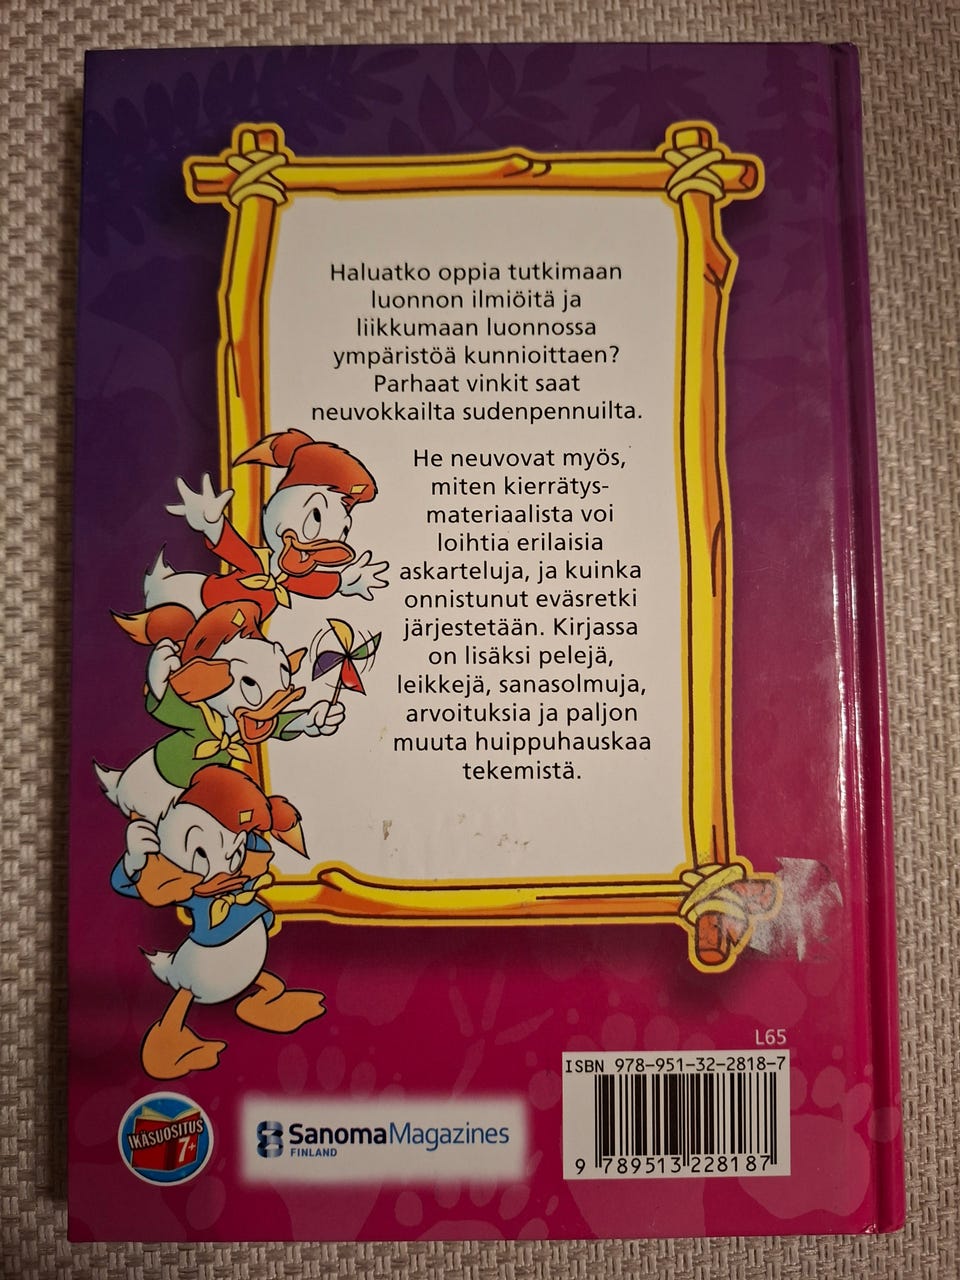 Haluatko oppia tutkimaan
luonnon ilmiöitä ja
liikkumaan luonnossa
ympäristöä kunnioittaen?
Parhaat vinkit saat
neuvokkailta sudenpennuilta.
He neuvovat myös,
miten kierrätys-
materiaalista voi
loihtia erilaisia
askarteluja, ja kuinka
onnistunut eväsretki
järjestetään. Kirjassa
on lisäksi pelejä,
leikkejä, sanasolmuja,
arvoituksia ja paljon
muuta huippuhauskaa
tekemistä.
L65
ISBN 978-951-32-2818-7
9 789513 228187
IKÄSUOSITUS
7+
SanomaMagazines
FINLAND